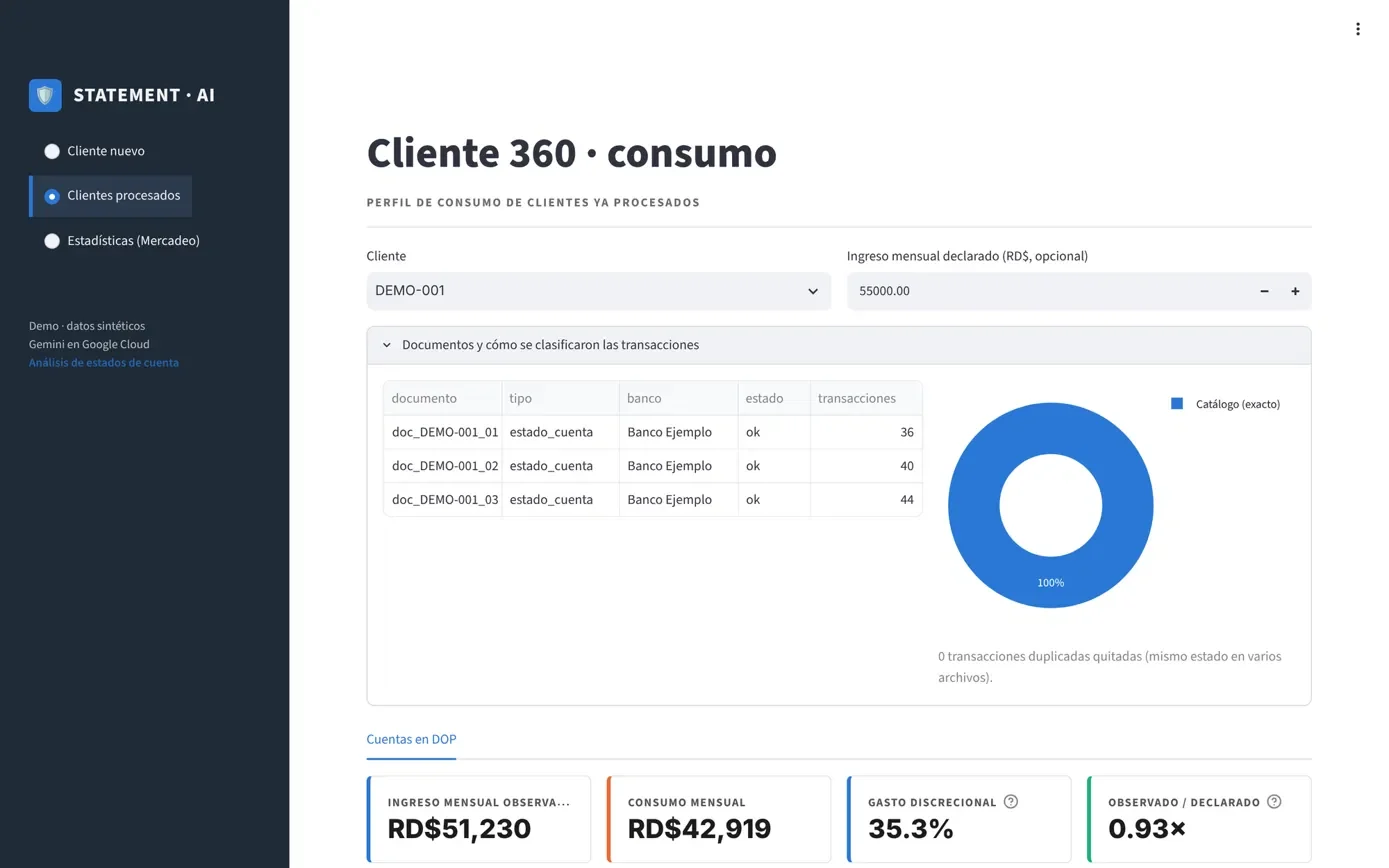 STATEMENT · AI
Cliente nuevo
Clientes procesados
Estadísticas (Mercadeo)
Demo · datos sintéticos
Gemini en Google Cloud
Análisis de estados de cuenta
Cliente 360 · consumo
PERFIL DE CONSUMO DE CLIENTES YA PROCESADOS
Cliente
DEMO-001
Ingreso mensual declarado (RD$, opcional)
55000.00
Documentos y cómo se clasificaron las transacciones
documento tipo banco estado transacciones
doc_DEMO-001_01 estado_cuenta Banco Ejemplo ok 36
doc_DEMO-001_02 estado_cuenta Banco Ejemplo ok 40
doc_DEMO-001_03 estado_cuenta Banco Ejemplo ok 44
Catálogo (exacto)
100%
0 transacciones duplicadas quitadas (mismo estado en varios
archivos).
Cuentas en DOP
INGRESO MENSUAL OBSERVA...
RD$51,230
CONSUMO MENSUAL
RD$42,919
GASTO DISCRECIONAL
35.3%
OBSERVADO / DECLARADO
0.93×